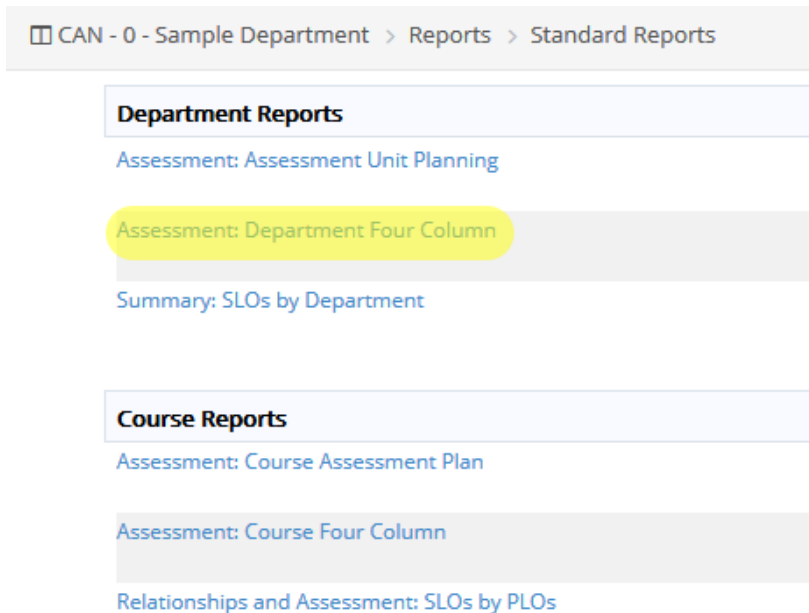 CAN - 0 - Sample Department > Reports > Standard Reports
Department Reports
Assessment: Assessment Unit Planning
Assessment: Department Four Column
Summary: SLOs by Department
Course Reports
Assessment: Course Assessment Plan
Assessment: Course Four Column
Relationships and Assessment: SLOs by PLOs